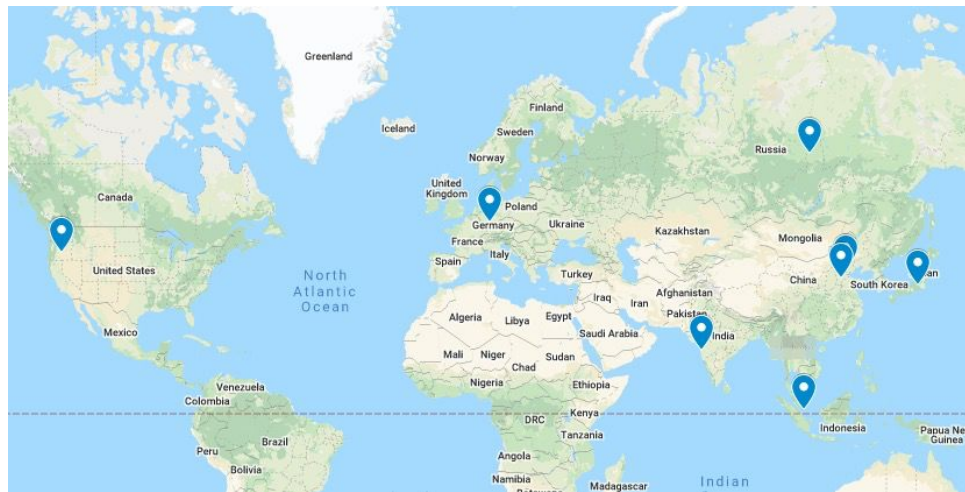 Greenland
Iceland
Finland
Sweden
Norway
Russia
Canada
United
Kingdom
Poland
Germany
Ukraine
France
Kazakhstan
Mongolia
Italy
Spain
Turkey
United States
North
Atlantic
Ocean
China
South Korea
an
Iraq
Iran
Afghanistan
Pakistan
Algeria
Libya
Egypt
Saudi Arabia
India
Mexico
Mali
Niger
Chad
Sudan
Nigeria
Ethiopia
Venezuela
Colombia
DRC
Kenya
Indonesia
Papua Ne
Guinea
Tanzania
Peru
Brazil
Bolivia
Angola
Namibia
Madagascar
Indian